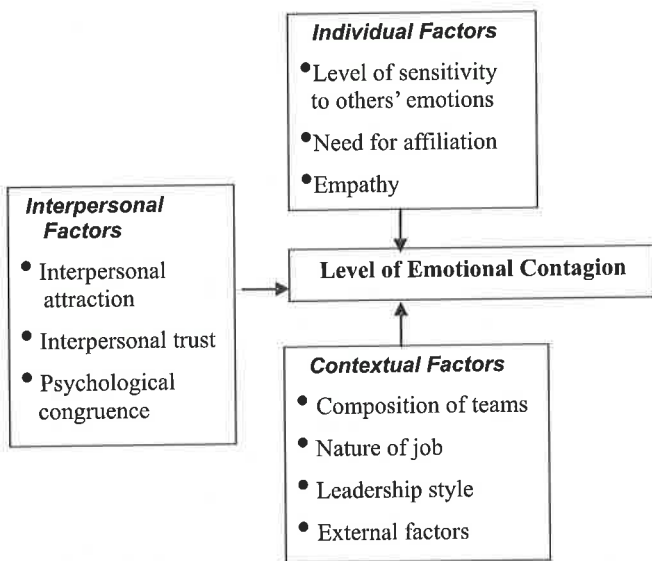 Individual Factors
•Level of sensitivity
to others' emotions
•Need for affiliation
•Empathy
Interpersonal
Factors
• Interpersonal
attraction
• Interpersonal trust
• Psychological
congruence
Level of Emotional Contagion
Contextual Factors
• Composition of teams
• Nature of job
• Leadership style
• External factors